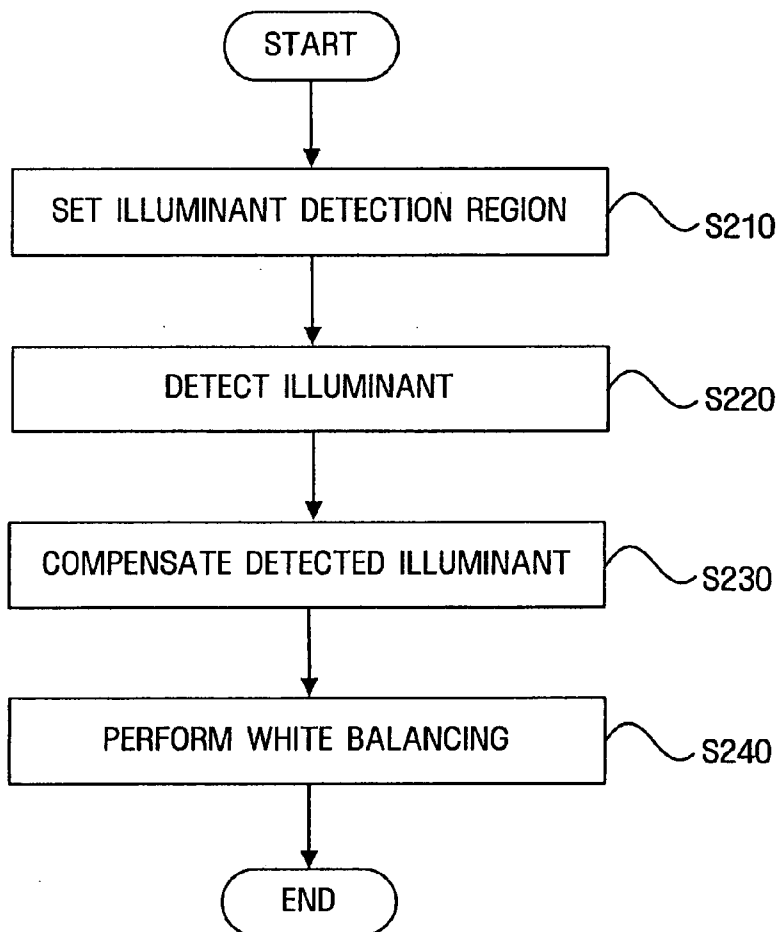 START
SET ILLUMINANT DETECTION REGION
S210
DETECT ILLUMINANT
S220
COMPENSATE DETECTED ILLUMINANT
S230
PERFORM WHITE BALANCING
S240
END